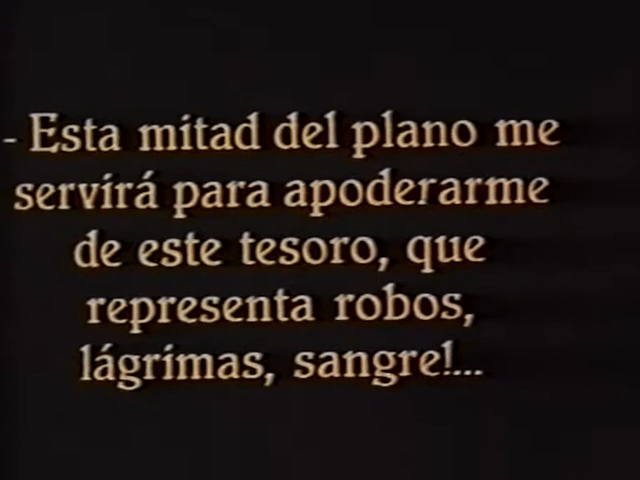 - Esta mitad del plano me
servirá para apoderarme
de este tesoro, que
representa robos,
lágrimas, sangre!...